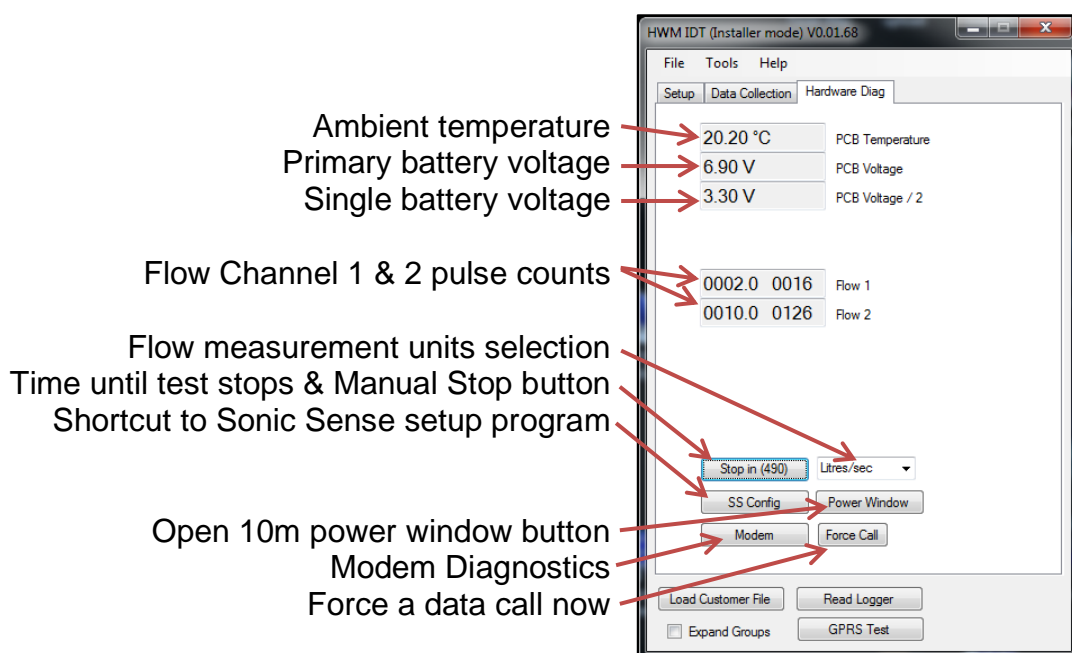 HWM IDT (Installer mode) V0.01.68
File Tools Help
Setup Data Collection Hardware Diag
Ambient temperature 20.20 °C PCB Temperature
Primary battery voltage 6.90 V PCB Voltage
Single battery voltage 3.30 V PCB Voltage / 2
Flow Channel 1 & 2 pulse counts 0002.0 0016 Flow 1
0010.0 0126 Flow 2
Flow measurement units selection
Time until test stops & Manual Stop button
Shortcut to Sonic Sense setup program
Stop in (490) Litres/sec
SS Config Power Window
Open 10m power window button
Modem Force Call
Modem Diagnostics
Force a data call now
Load Customer File Read Logger
Expand Groups GPRS Test